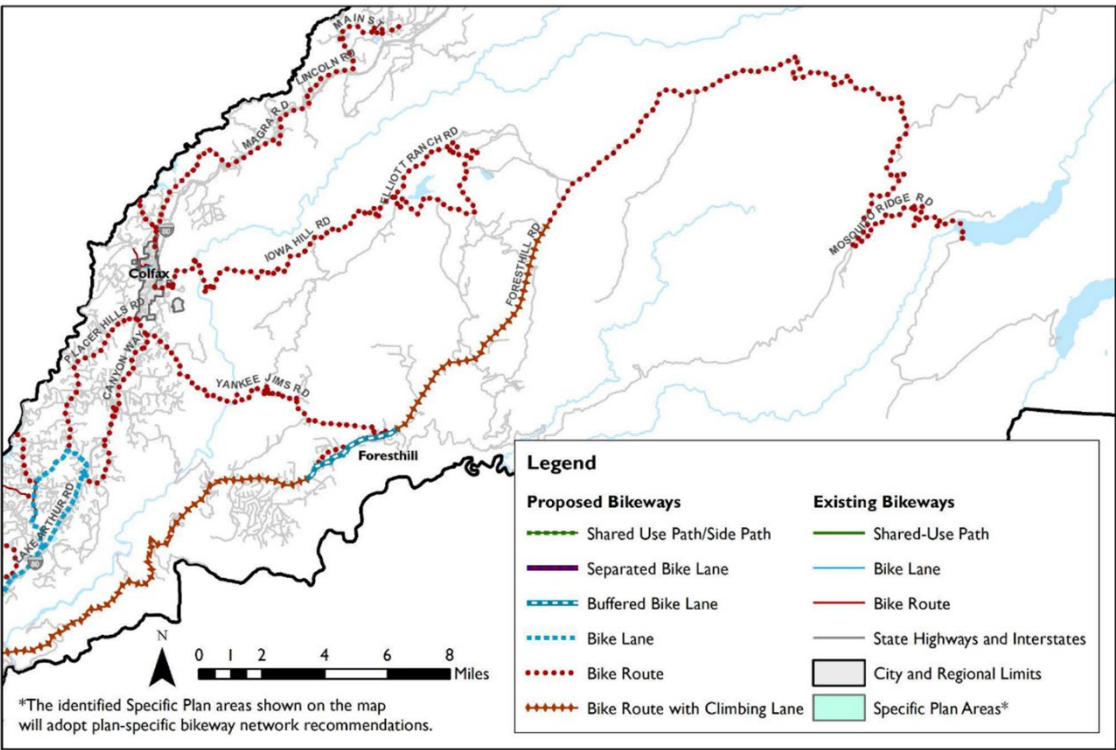 MAIN ST
LINCOLN RD
MAGRA RD
ELLIOTT RANCH RD
IOWA HILL RD
80
Colfax
FORESTHILL RD
MOSQUITO RIDGE RD
PLACER HILLS RD
CANYON WAY
YANKEE JIMS RD
Foresthill
LAKE ARTHUR RD
80
Legend
Proposed Bikeways
Shared Use Path/Side Path
Separated Bike Lane
Buffered Bike Lane
Bike Lane
Bike Route
Bike Route with Climbing Lane
Existing Bikeways
Shared-Use Path
Bike Lane
Bike Route
State Highways and Interstates
City and Regional Limits
Specific Plan Areas*
N
0 1 2 4 6 8
Miles
*The identified Specific Plan areas shown on the map
will adopt plan-specific bikeway network recommendations.